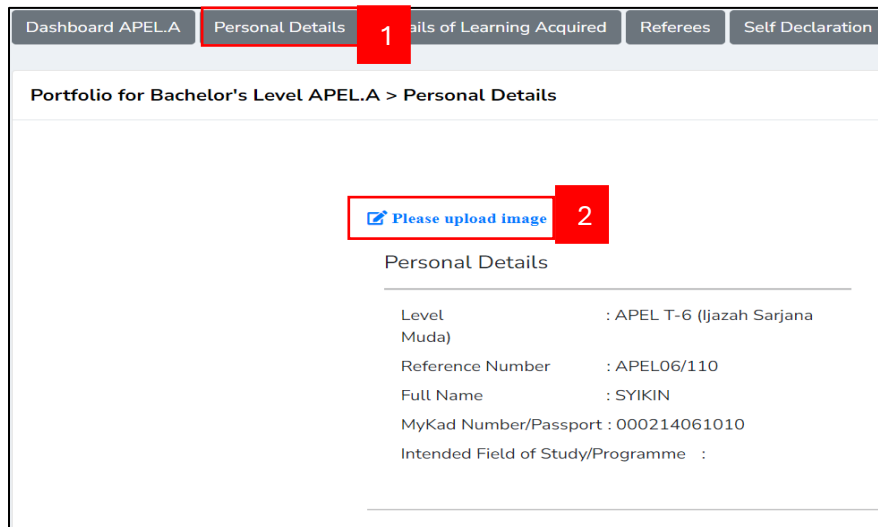 Dashboard APEL.A Personal Details 1 ails of Learning Acquired Referees Self Declaration
Portfolio for Bachelor's Level APEL.A > Personal Details
Please upload image 2
Personal Details
Level : APEL T-6 (Ijazah Sarjana
Muda)
Reference Number : APEL06/110
Full Name : SYIKIN
MyKad Number/Passport : 000214061010
Intended Field of Study/Programme :